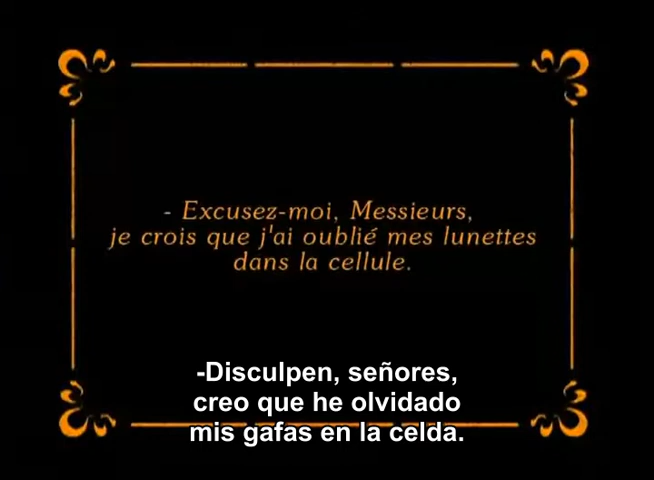 - Excusez-moi, Messieurs,
je crois que j'ai oublié mes lunettes
dans la cellule.
-Disculpen, señores,
creo que he olvidado
mis gafas en la celda.